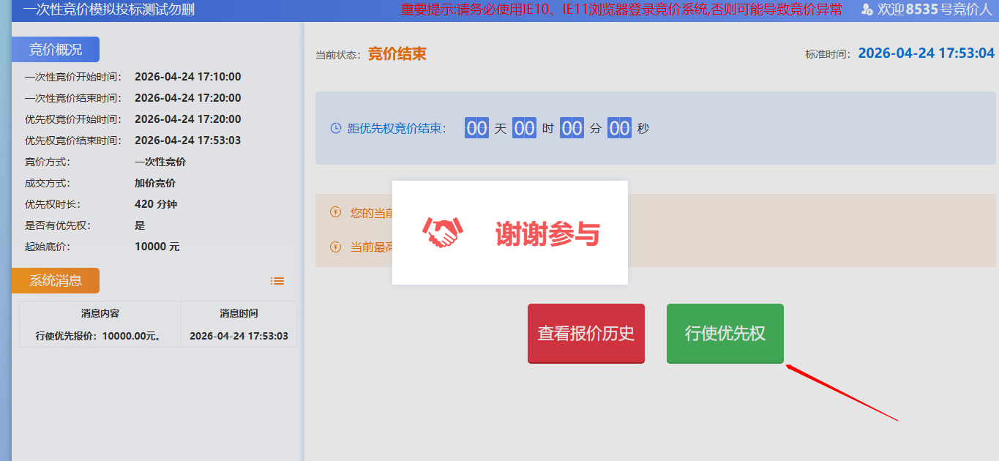 一次性竞价模拟投标测试勿删
重要提示:请务必使用IE10、IE11浏览器登录竞价系统,否则可能导致竞价异常
欢迎8535号竞价人
竞价概况
一次性竞价开始时间： 2026-04-24 17:10:00
一次性竞价结束时间： 2026-04-24 17:20:00
优先权竞价开始时间： 2026-04-24 17:20:00
优先权竞价结束时间： 2026-04-24 17:53:03
竞价方式： 一次性竞价
成交方式： 加价竞价
优先权时长： 420 分钟
是否有优先权： 是
起始底价： 10000 元
系统消息
消息内容 消息时间
行使优先报价：10000.00元。 2026-04-24 17:53:03
当前状态： 竞价结束
标准时间： 2026-04-24 17:53:04
距优先权竞价结束： 00 天 00 时 00 分 00 秒
您的当前
当前最高
谢谢参与
查看报价历史
行使优先权